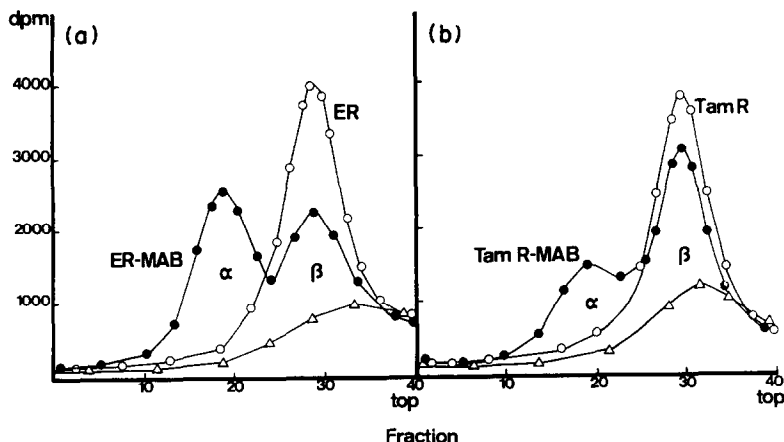 dpm
(a)
(b)
4000
3000
2000
1000
ER
ER-MAB
α
β
Tam R
Tam R-MAB
α
β
10 20 30 40
top
10 20 30 40
top
Fraction